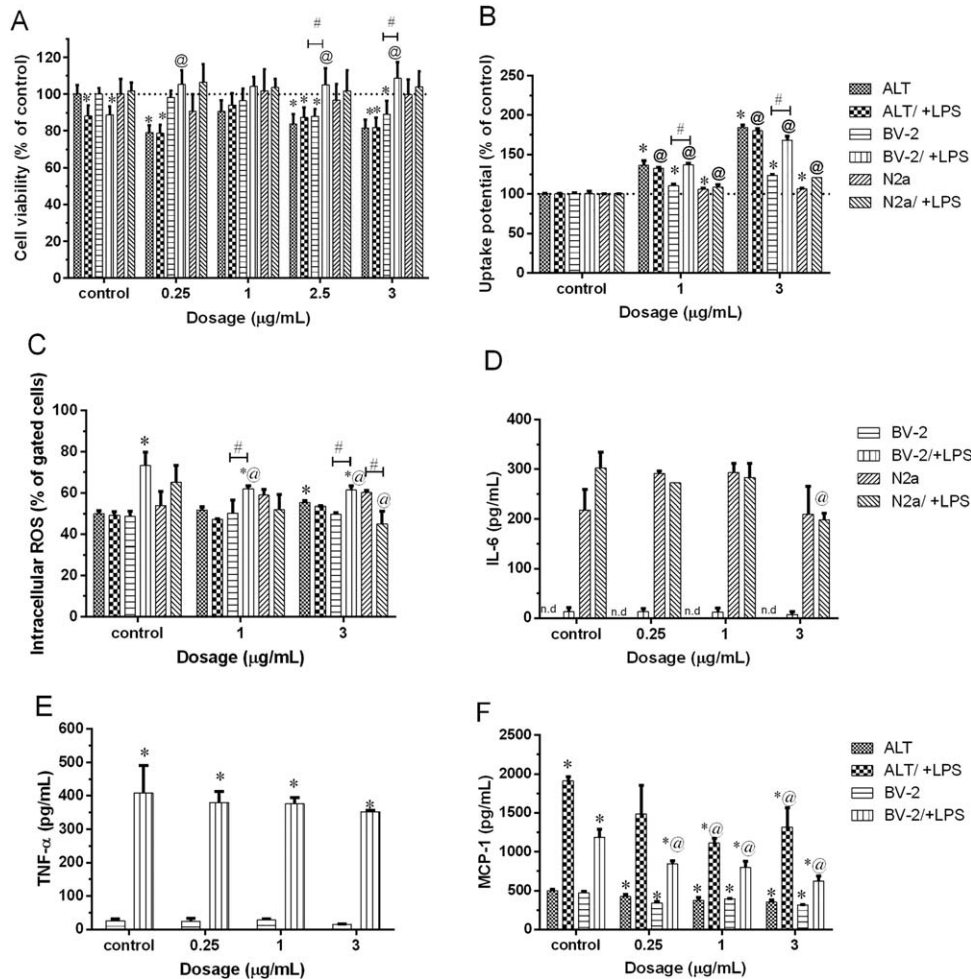 A
Cell viability (% of control)
120
100
80
60
40
20
0
* * @ * * # * * * @ # ** * @
control 0.25 1 2.5 3
Dosage (μg/mL)
B
Uptake potential (% of control)
250
200
150
100
50
0
* @ * # @ * @ * @ * # @ * @
control 1 3
Dosage (μg/mL)
ALT
ALT/ +LPS
BV-2
BV-2/ +LPS
N2a
N2a/ +LPS
C
Intracellular ROS (% of gated cells)
100
80
60
40
20
0
* # *@ * # *@ # @
control 1 3
Dosage (μg/mL)
D
IL-6 (pg/mL)
400
300
200
100
0
n.d n.d n.d n.d @
control 0.25 1 3
Dosage (μg/mL)
BV-2
BV-2/+LPS
N2a
N2a/ +LPS
E
TNF-α (pg/mL)
600
500
400
300
200
100
0
* * * *
control 0.25 1 3
Dosage (μg/mL)
F
MCP-1 (pg/mL)
2500
2000
1500
1000
500
0
* * * * *@ * *@ * *@ * *@ * *@
control 0.25 1 3
Dosage (μg/mL)
ALT
ALT/ +LPS
BV-2
BV-2/+LPS